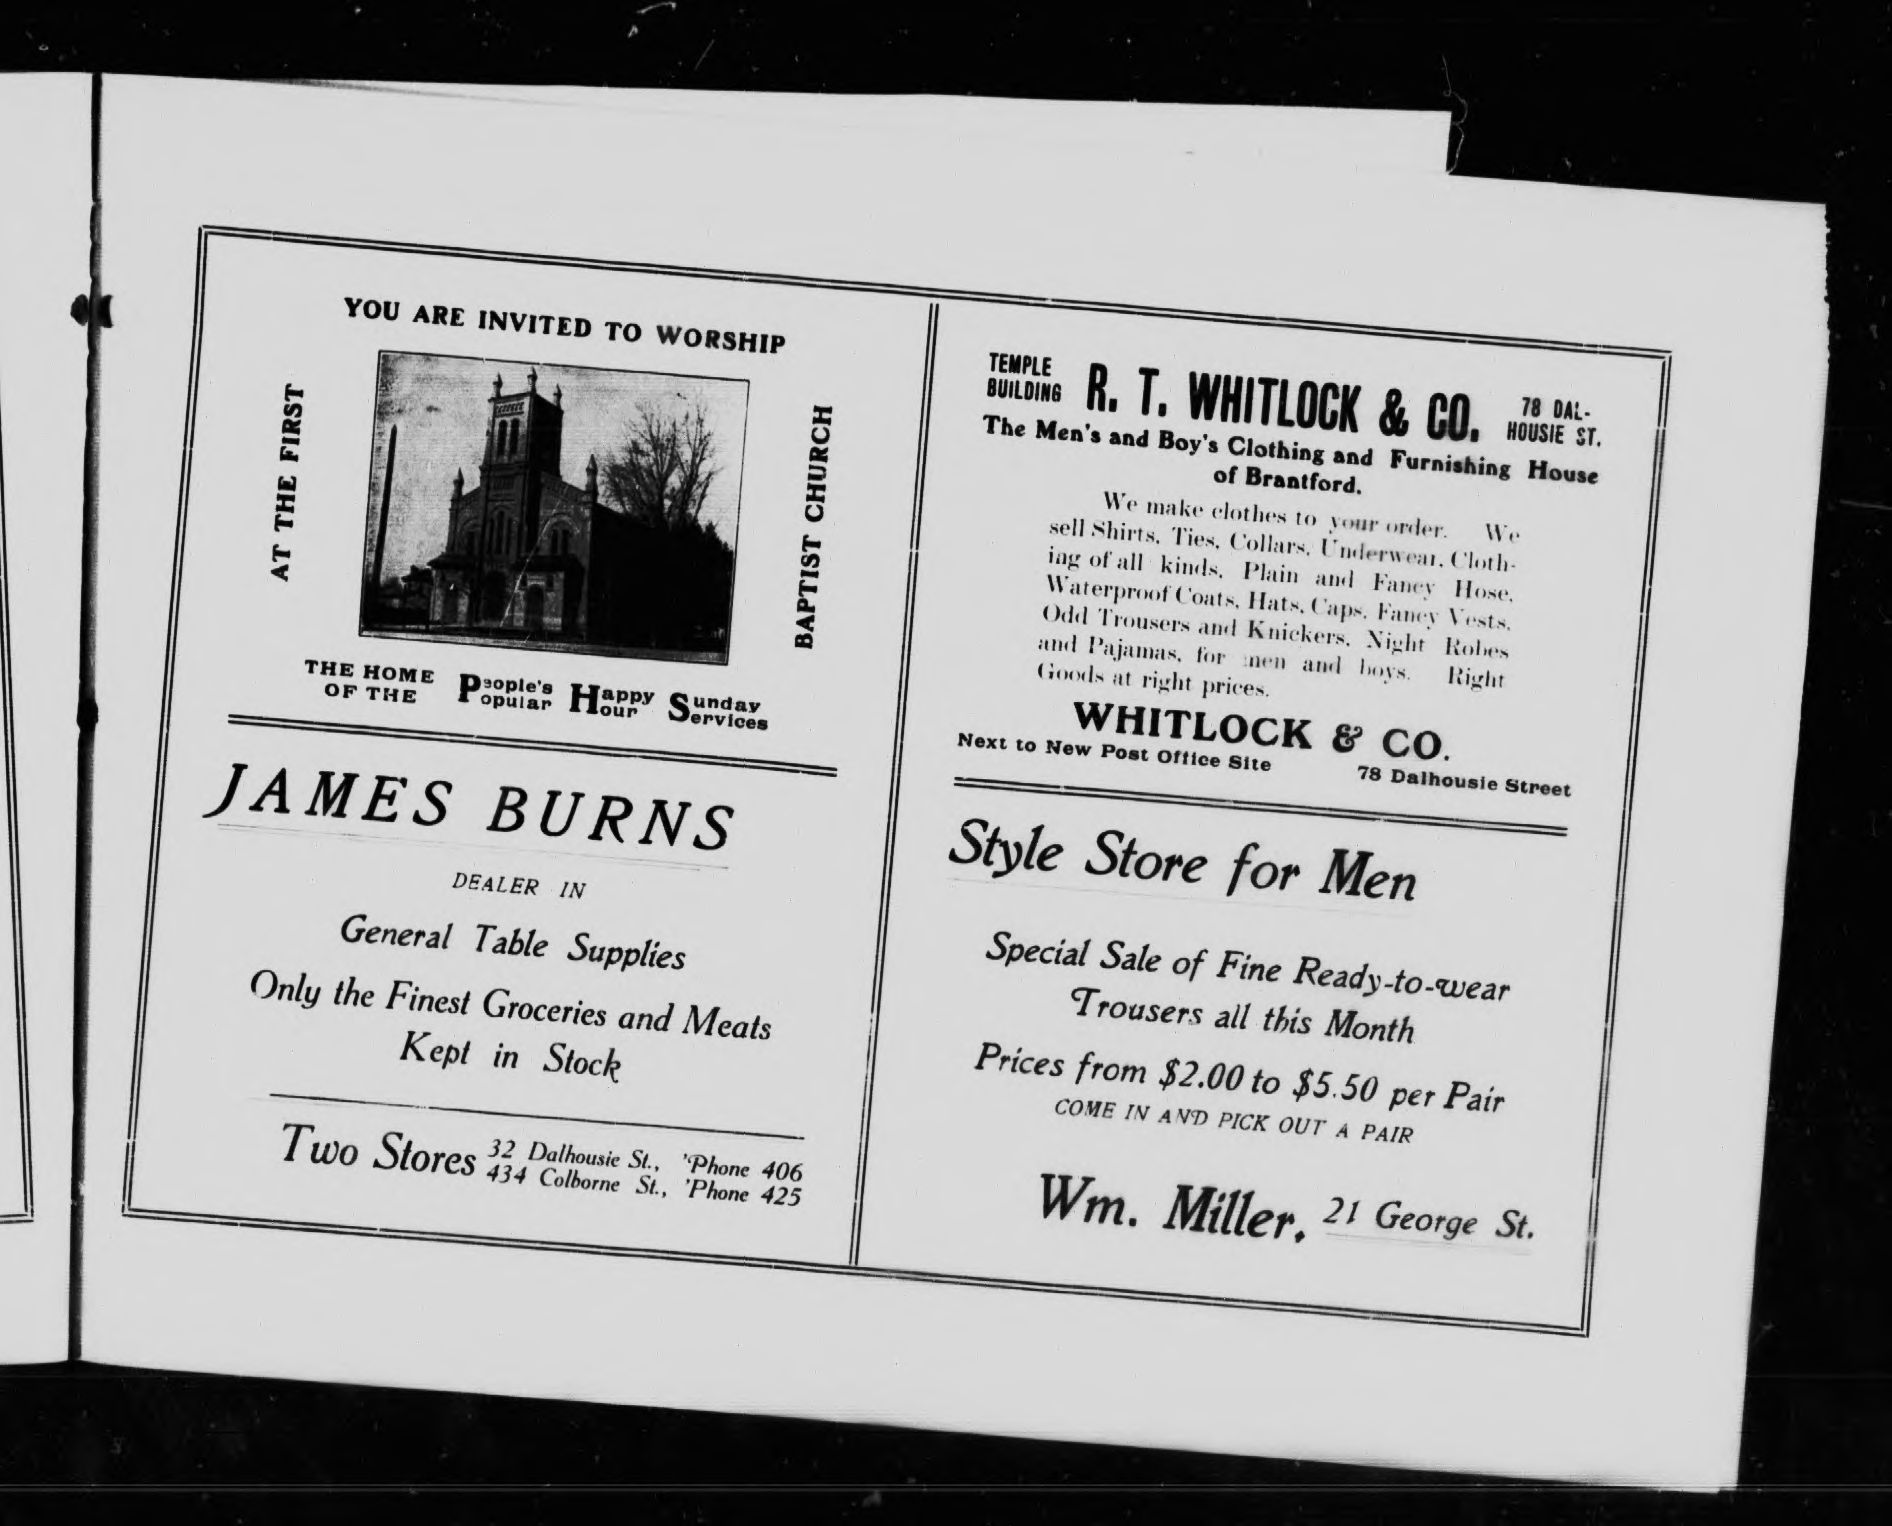 YOU ARE INVITED TO WORSHIP
AT THE FIRST
BAPTIST CHURCH
THE HOME
OF THE
People's
Popular
Happy
Hour
Sunday
Services
JAMES BURNS
DEALER IN
General Table Supplies
Only the Finest Groceries and Meats
Kept in Stock
Two Stores
32 Dalhousie St., 'Phone 406
434 Colborne St., 'Phone 425
TEMPLE
BUILDING
R. T. WHITLOCK & CO.
78 DAL-
HOUSIE ST.
The Men's and Boy's Clothing and Furnishing House
of Brantford.
We make clothes to your order. We
sell Shirts, Ties, Collars, Underwear, Cloth-
ing of all kinds, Plain and Fancy Hose,
Waterproof Coats, Hats, Caps, Fancy Vests,
Odd Trousers and Knickers, Night Robes
and Pajamas, for men and boys. Right
Goods at right prices.
WHITLOCK & CO.
Next to New Post Office Site
78 Dalhousie Street
Style Store for Men
Special Sale of Fine Ready-to-wear
Trousers all this Month
Prices from $2.00 to $5.50 per Pair
COME IN AND PICK OUT A PAIR
Wm. Miller, 21 George St.